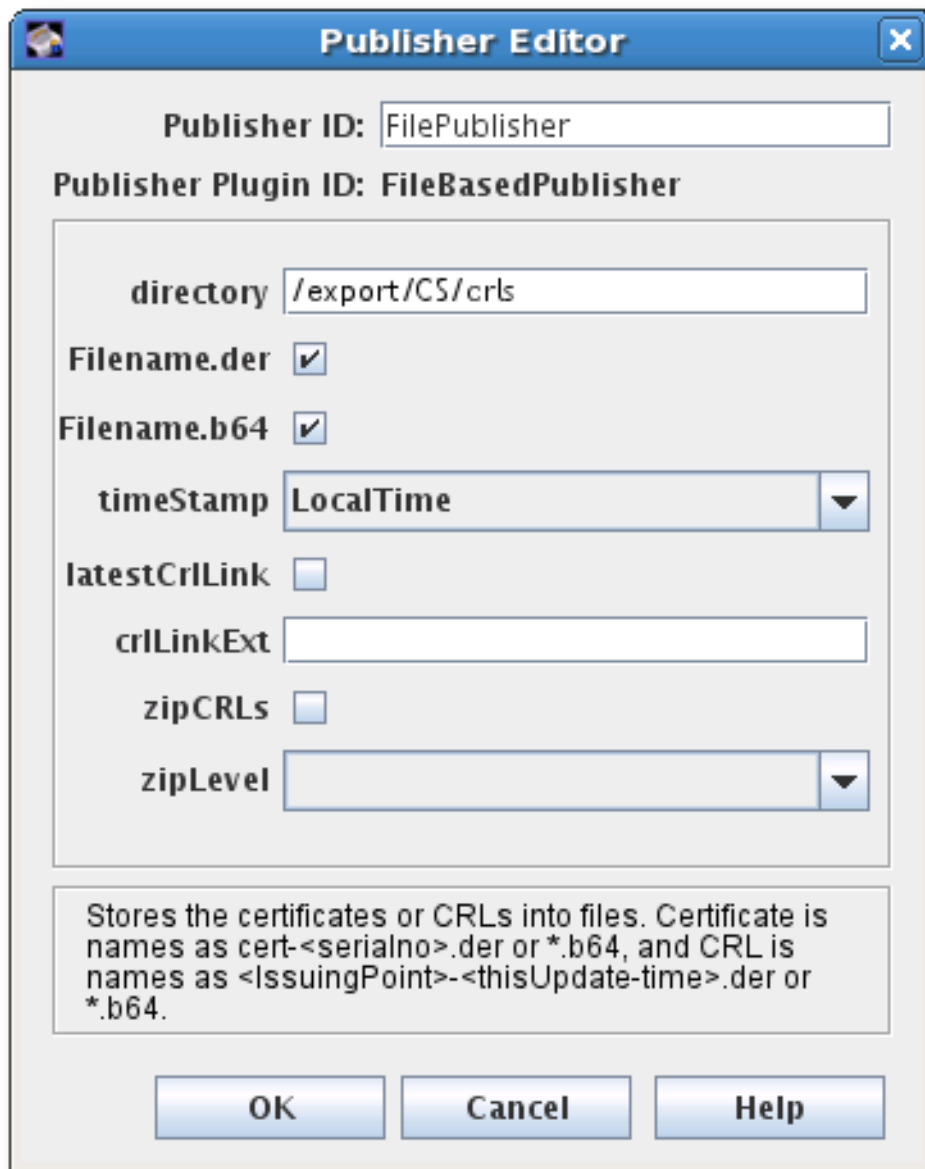 Publisher Editor
Publisher ID: FilePublisher
Publisher Plugin ID: FileBasedPublisher
directory /export/CS/crls
Filename.der
Filename.b64
timeStamp LocalTime
latestCrlLink
crlLinkExt
zipCRLs
zipLevel
Stores the certificates or CRLs into files. Certificate is
names as cert-<serialno>.der or *.b64, and CRL is
names as <IssuingPoint>-<thisUpdate-time>.der or
*.b64.
OK Cancel Help